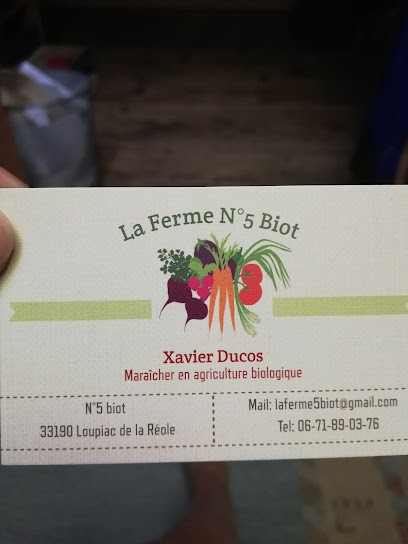 La Ferme N°5 Biot
Xavier Ducos
Maraîcher en agriculture biologique
N°5 biot
33190 Loupiac de la Réole
Mail: laferme5biot@gmail.com
Tel: 06-71-89-03-76